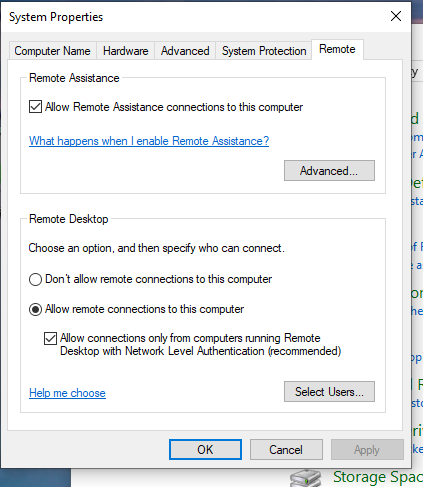 System Properties
Computer Name
Hardware
Advanced
System Protection
Remote
Remote Assistance
Allow Remote Assistance connections to this computer
What happens when I enable Remote Assistance?
Advanced...
Remote Desktop
Choose an option, and then specify who can connect.
Don't allow remote connections to this computer
Allow remote connections to this computer
Allow connections only from computers running Remote
Desktop with Network Level Authentication (recommended)
Help me choose
Select Users...
OK
Cancel
Apply
Storage Spac